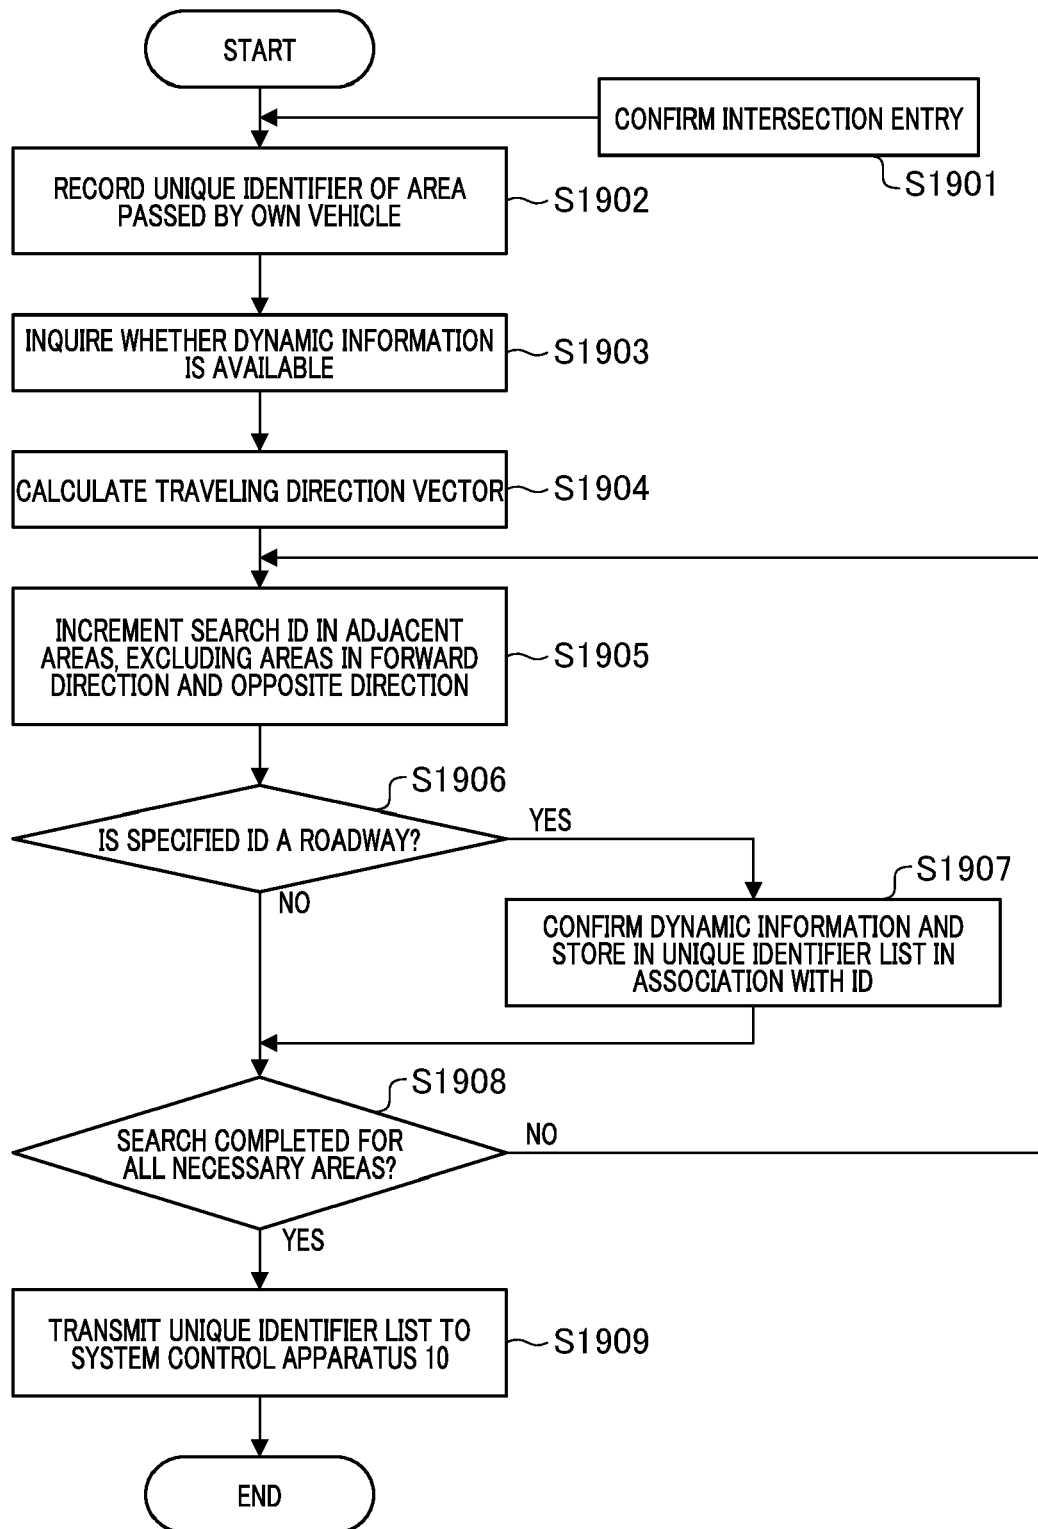 START
CONFIRM INTERSECTION ENTRY
S1901
RECORD UNIQUE IDENTIFIER OF AREA
PASSED BY OWN VEHICLE
S1902
INQUIRE WHETHER DYNAMIC INFORMATION
IS AVAILABLE
S1903
CALCULATE TRAVELING DIRECTION VECTOR
S1904
INCREMENT SEARCH ID IN ADJACENT
AREAS, EXCLUDING AREAS IN FORWARD
DIRECTION AND OPPOSITE DIRECTION
S1905
S1906
IS SPECIFIED ID A ROADWAY?
YES
NO
S1907
CONFIRM DYNAMIC INFORMATION AND
STORE IN UNIQUE IDENTIFIER LIST IN
ASSOCIATION WITH ID
S1908
SEARCH COMPLETED FOR
ALL NECESSARY AREAS?
NO
YES
TRANSMIT UNIQUE IDENTIFIER LIST TO
SYSTEM CONTROL APPARATUS 10
S1909
END